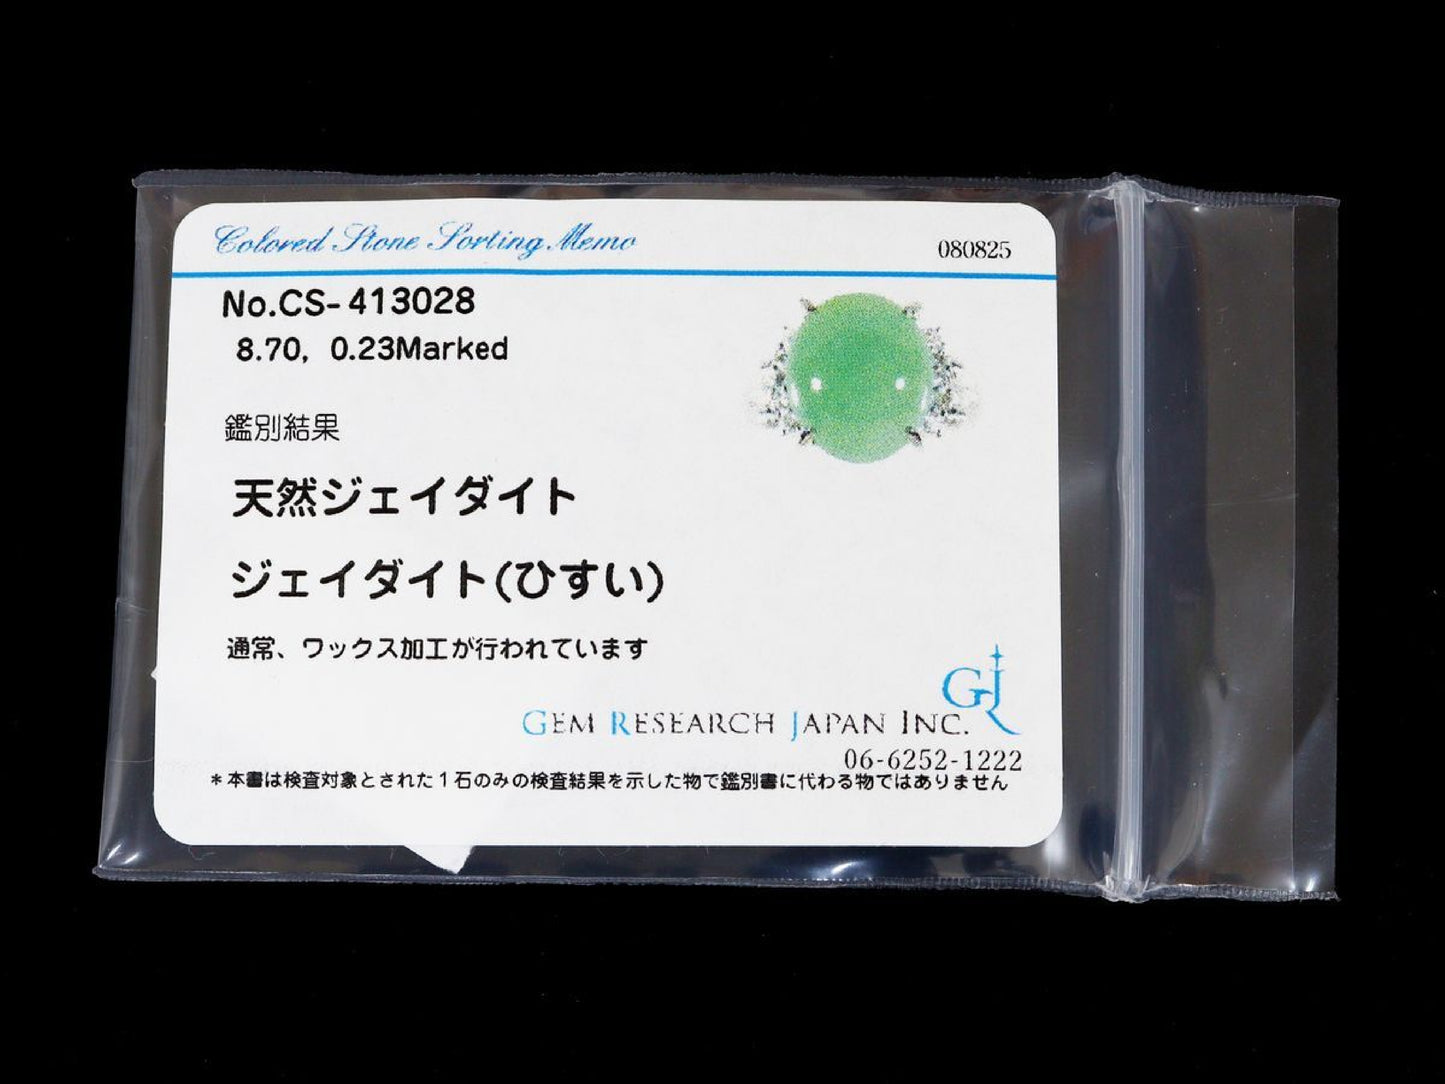 Colored Stone Sorting Memo
080825
No.CS-413028
8.70, 0.23Marked
鑑別結果
天然ジェイダイト
ジェイダイト(ひすい)
通常、ワックス加工が行われています
GJR
GEM RESEARCH JAPAN INC.
06-6252-1222
*本書は検査対象とされた1石のみの検査結果を示した物で鑑別書に代わる物ではありません